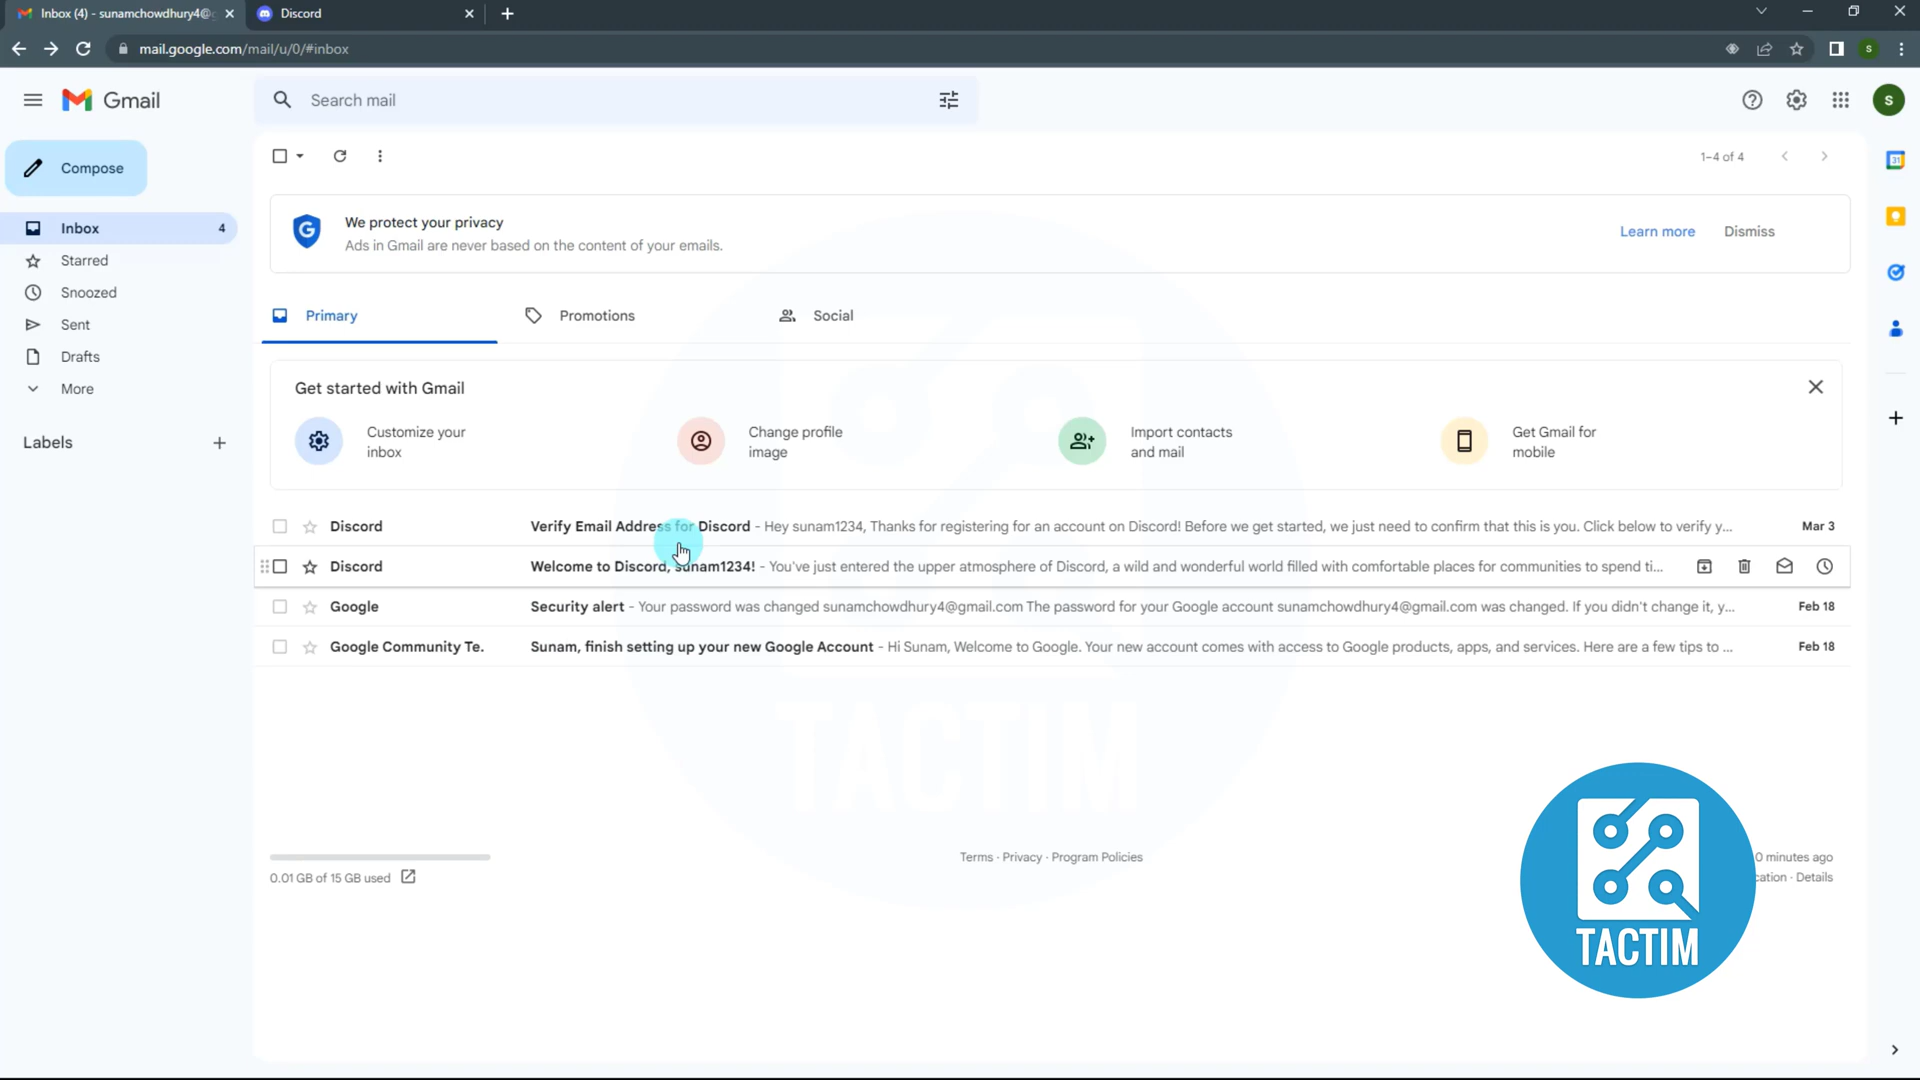 Inbox (4) - sunamchowdhury4@
Discord
mail.google.com/mail/u/0/#inbox
S
Gmail
Search mail
S
Compose
1–4 of 4
31
We protect your privacy
Ads in Gmail are never based on the content of your emails.
Learn more
Dismiss
Inbox
4
Starred
Snoozed
Sent
Drafts
More
Labels
Primary
Promotions
Social
Get started with Gmail
Customize your
inbox
Change profile
image
Import contacts
and mail
Get Gmail for
mobile
Discord Verify Email Address for Discord - Hey sunam1234, Thanks for registering for an account on Discord! Before we get started, we just need to confirm that this is you. Click below to verify y... Mar 3
Discord Welcome to Discord, sunam1234! - You've just entered the upper atmosphere of Discord, a wild and wonderful world filled with comfortable places for communities to spend ti...
Google Security alert - Your password was changed sunamchowdhury4@gmail.com The password for your Google account sunamchowdhury4@gmail.com was changed. If you didn't change it, y... Feb 18
Google Community Te. Sunam, finish setting up your new Google Account - Hi Sunam, Welcome to Google. Your new account comes with access to Google products, apps, and services. Here are a few tips to ... Feb 18
TACTIM
0.01 GB of 15 GB used
Terms · Privacy · Program Policies
0 minutes ago
cation · Details
TACTIM